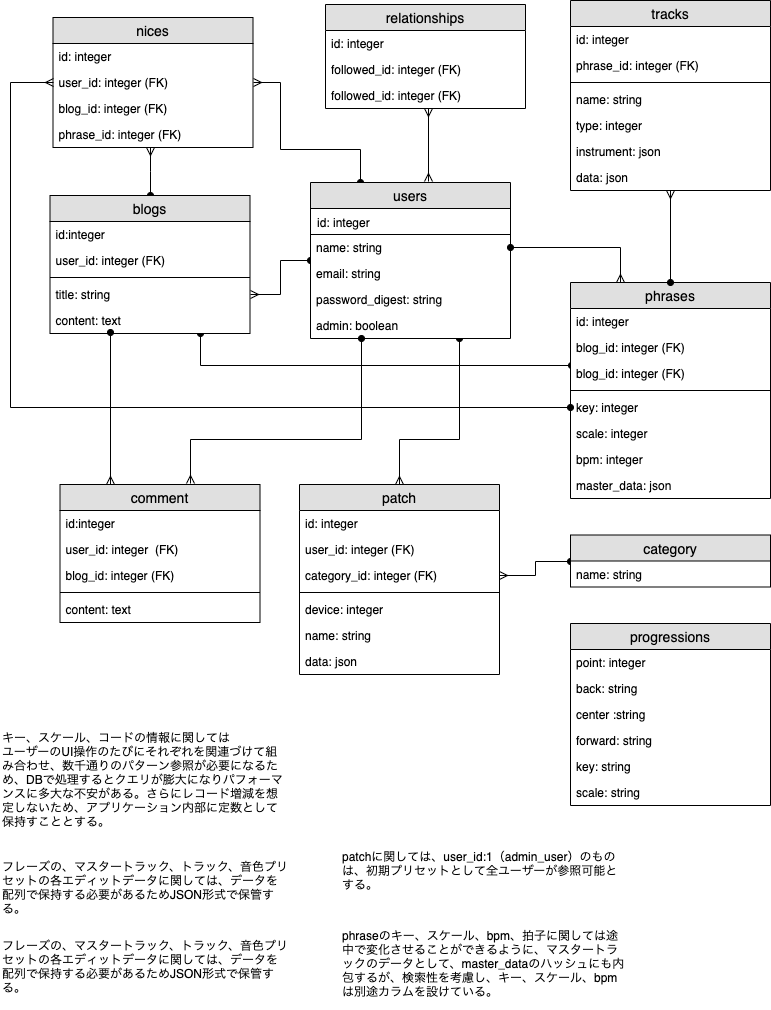 nices
id: integer
user_id: integer (FK)
blog_id: integer (FK)
phrase_id: integer (FK)
relationships
id: integer
followed_id: integer (FK)
followed_id: integer (FK)
tracks
id: integer
phrase_id: integer (FK)
name: string
type: integer
instrument: json
data: json
blogs
id:integer
user_id: integer (FK)
title: string
content: text
users
id: integer
name: string
email: string
password_digest: string
admin: boolean
phrases
id: integer
blog_id: integer (FK)
blog_id: integer (FK)
key: integer
scale: integer
bpm: integer
master_data: json
comment
id:integer
user_id: integer  (FK)
blog_id: integer (FK)
content: text
patch
id: integer
user_id: integer (FK)
category_id: integer (FK)
device: integer
name: string
data: json
category
name: string
progressions
point: integer
back: string
center :string
forward: string
key: string
scale: string
キー、スケール、コードの情報に関しては
ユーザーのUI操作のたびにそれぞれを関連づけて組
み合わせ、数千通りのパターン参照が必要になるた
め、DBで処理するとクエリが膨大になりパフォーマ
ンスに多大な不安がある。さらにレコード増減を想
定しないため、アプリケーション内部に定数として
保持すこととする。
フレーズの、マスタートラック、トラック、音色プリ
セットの各エディットデータに関しては、データを
配列で保持する必要があるためJSON形式で保管す
る。
フレーズの、マスタートラック、トラック、音色プリ
セットの各エディットデータに関しては、データを
配列で保持する必要があるためJSON形式で保管す
る。
patchに関しては、user_id:1（admin_user）のもの
は、初期プリセットとして全ユーザーが参照可能と
する。
phraseのキー、スケール、bpm、拍子に関しては途
中で変化させることができるように、マスタートラ
ックのデータとして、master_dataのハッシュにも内
包するが、検索性を考慮し、キー、スケール、bpm
は別途カラムを設けている。